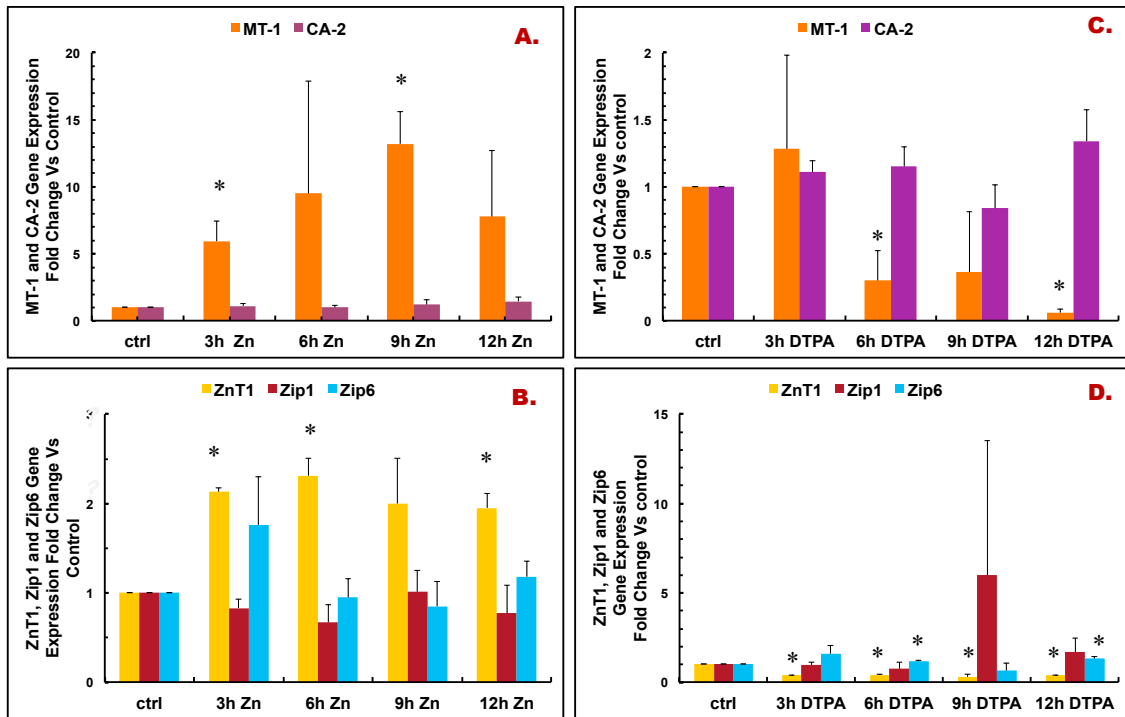 MT-1 CA-2
A.
MT-1 and CA-2 Gene Expression
Fold Change Vs Control
20
15
10
5
0
*
*
ctrl 3h Zn 6h Zn 9h Zn 12h Zn
MT-1 CA-2
C.
MT-1 and CA-2 Gene Expression
Fold Change Vs control
2
1.5
1
0.5
0
*
*
ctrl 3h DTPA 6h DTPA 9h DTPA 12h DTPA
ZnT1 Zip1 Zip6
B.
ZnT1, Zip1 and Zip6 Gene
Expression Fold Change Vs
Control
3
2
1
0
*
*
*
ctrl 3h Zn 6h Zn 9h Zn 12h Zn
ZnT1 Zip1 Zip6
D.
ZnT1, Zip1 and Zip6
Gene Expression
Fold Change Vs control
15
10
5
0
* * * * * *
ctrl 3h DTPA 6h DTPA 9h DTPA 12h DTPA